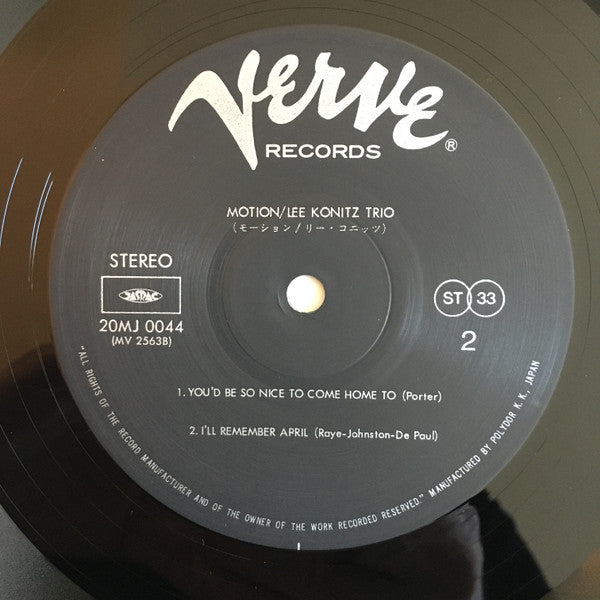 VERVE
RECORDS ®
MOTION/LEE KONITZ TRIO
(モーション/リー・コニッツ)
STEREO
JASRAC
20MJ 0044
(MV 2563B)
ST 33
2
1. YOU'D BE SO NICE TO COME HOME TO (Porter)
2. I'LL REMEMBER APRIL (Raye-Johnston-De Paul)
"ALL RIGHTS OF THE RECORD MANUFACTURER AND OF THE OWNER OF THE WORK RECORDED RESERVED." MANUFACTURED BY POLYDOR K. K., JAPAN